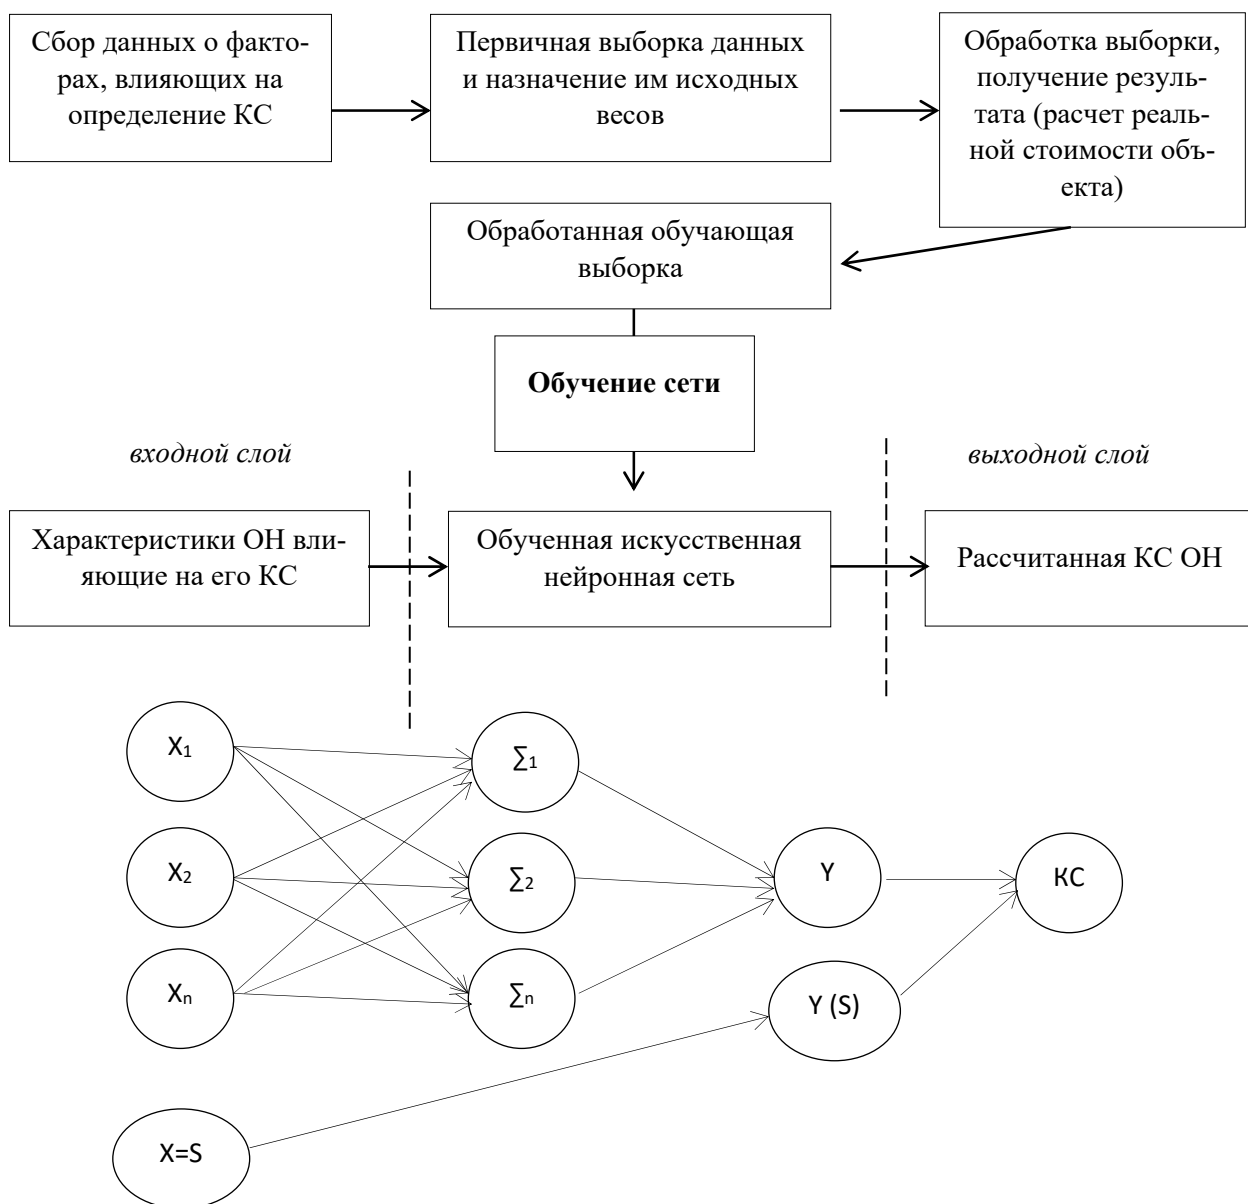 Сбор данных о факто-
рах, влияющих на
определение КС
Первичная выборка данных
и назначение им исходных
весов
Обработка выборки,
получение резуль-
тата (расчет реаль-
ной стоимости объ-
екта)
Обработанная обучающая
выборка
Обучение сети
входной слой
выходной слой
Характеристики ОН вли-
яющие на его КС
Обученная искусственная
нейронная сеть
Рассчитанная КС ОН
X₁
∑₁
X₂
∑₂
Y
КС
Xₙ
∑ₙ
Y (S)
X=S